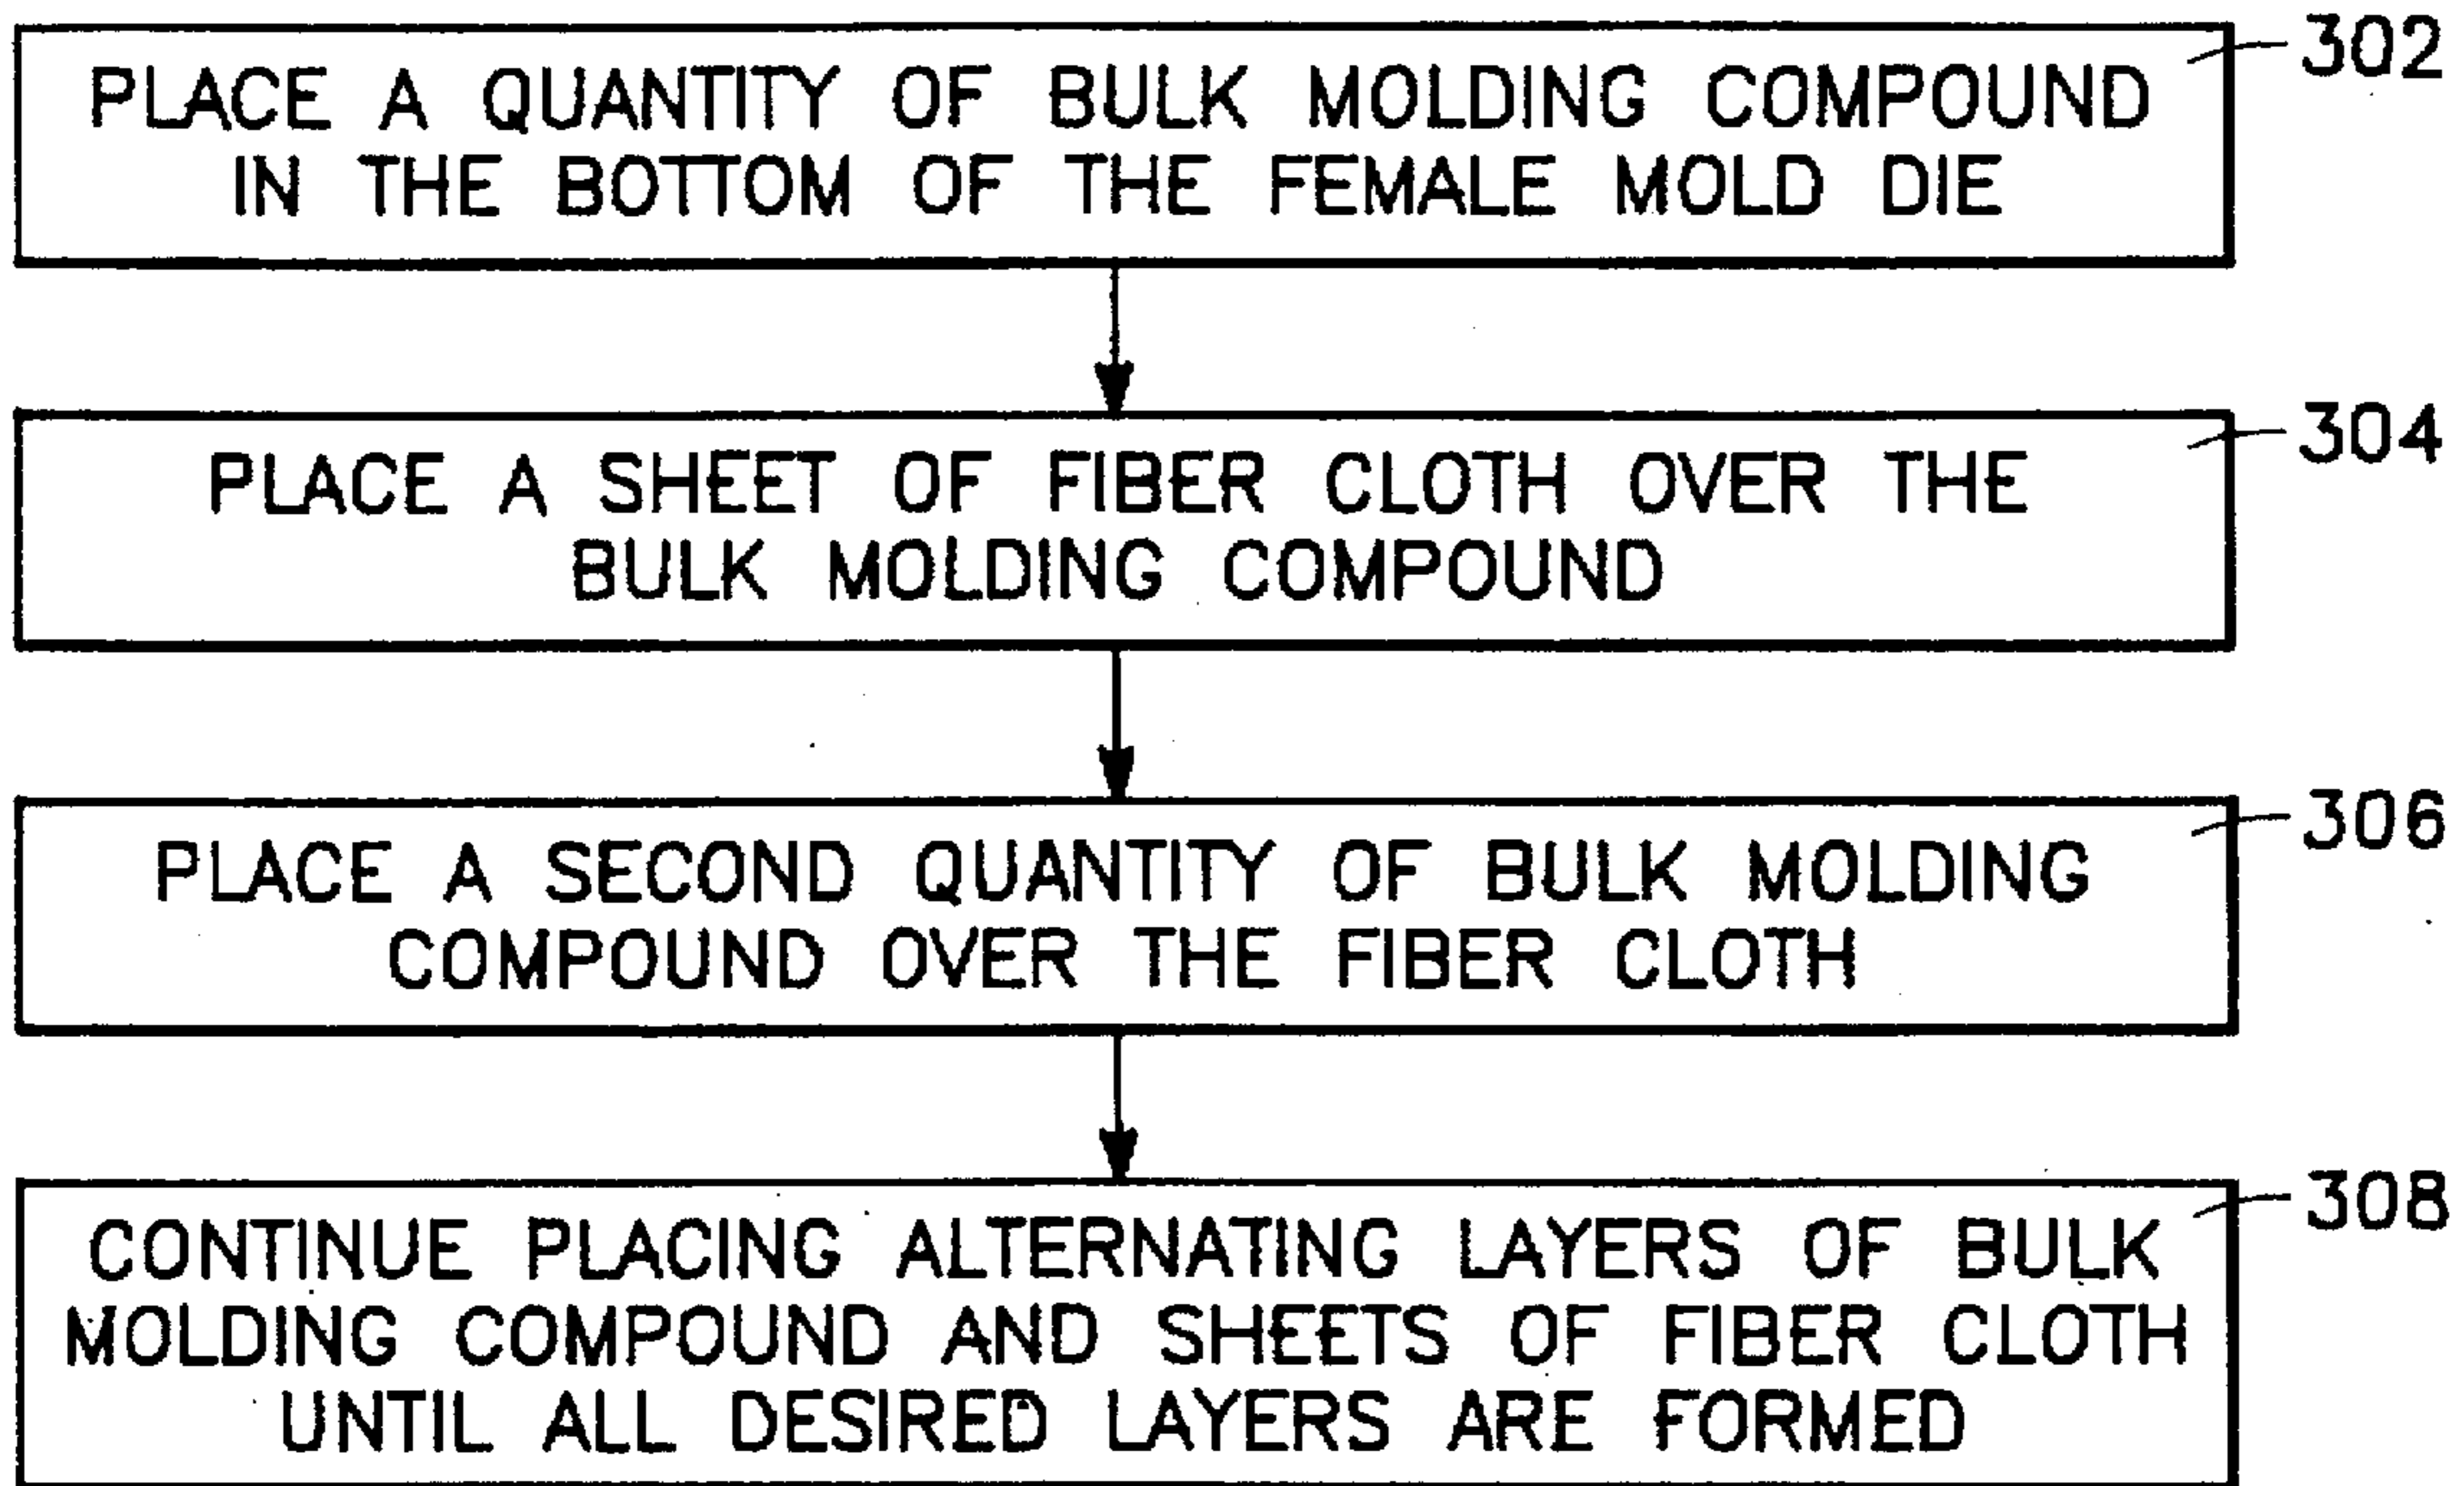 302
PLACE A QUANTITY OF BULK MOLDING COMPOUND
IN THE BOTTOM OF THE FEMALE MOLD DIE
304
PLACE A SHEET OF FIBER CLOTH OVER THE
BULK MOLDING COMPOUND
306
PLACE A SECOND QUANTITY OF BULK MOLDING
COMPOUND OVER THE FIBER CLOTH
308
CONTINUE PLACING ALTERNATING LAYERS OF BULK
MOLDING COMPOUND AND SHEETS OF FIBER CLOTH
UNTIL ALL DESIRED LAYERS ARE FORMED